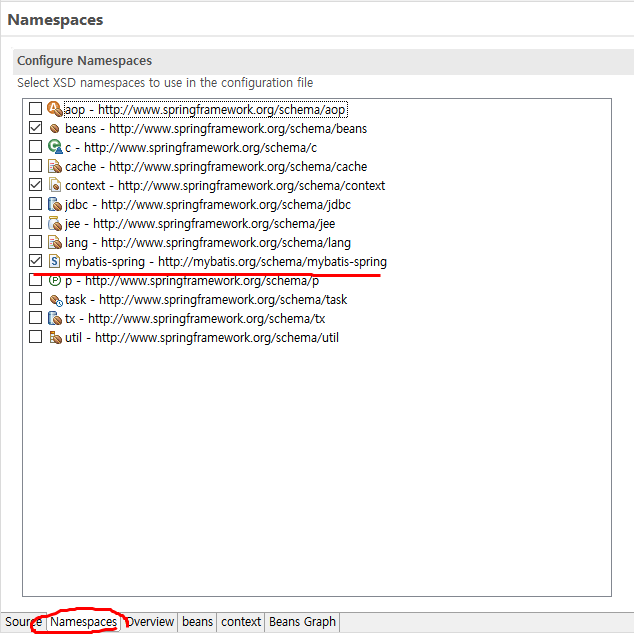 Namespaces
Configure Namespaces
Select XSD namespaces to use in the configuration file
aop - http://www.springframework.org/schema/aop
beans - http://www.springframework.org/schema/beans
c - http://www.springframework.org/schema/c
cache - http://www.springframework.org/schema/cache
context - http://www.springframework.org/schema/context
jdbc - http://www.springframework.org/schema/jdbc
jee - http://www.springframework.org/schema/jee
lang - http://www.springframework.org/schema/lang
mybatis-spring - http://mybatis.org/schema/mybatis-spring
p - http://www.springframework.org/schema/p
task - http://www.springframework.org/schema/task
tx - http://www.springframework.org/schema/tx
util - http://www.springframework.org/schema/util
Source Namespaces Overview beans context Beans Graph